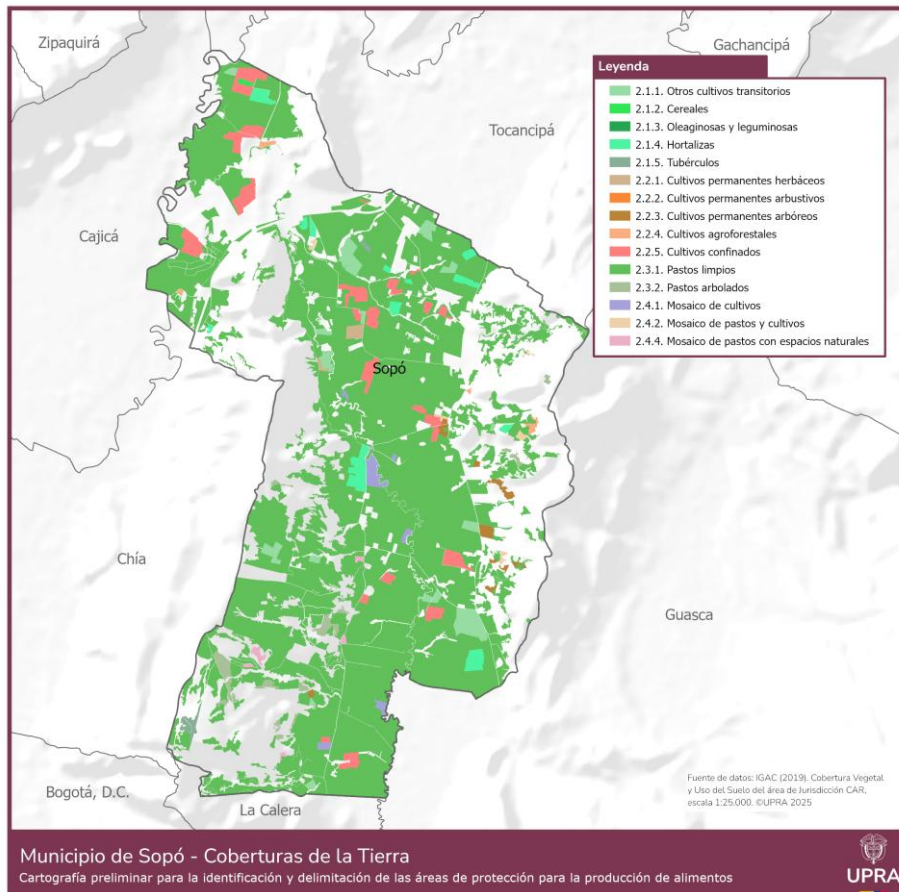 Zipaquirá
Gachancipá
Tocancipá
Cajicá
Leyenda
2.1.1. Otros cultivos transitorios
2.1.2. Cereales
2.1.3. Oleaginosas y leguminosas
2.1.4. Hortalizas
2.1.5. Tubérculos
2.2.1. Cultivos permanentes herbáceos
2.2.2. Cultivos permanentes arbustivos
2.2.3. Cultivos permanentes arbóreos
2.2.4. Cultivos agroforestales
2.2.5. Cultivos confinados
2.3.1. Pastos limpios
2.3.2. Pastos arbolados
2.4.1. Mosaico de cultivos
2.4.2. Mosaico de pastos y cultivos
2.4.4. Mosaico de pastos con espacios naturales
Sopó
Chía
Guasca
Bogotá, D.C.
La Calera
Fuente de datos: IGAC (2019). Cobertura Vegetal
y Uso del Suelo del área de Jurisdicción CAR,
escala 1:25.000. ©UPRA 2025
Municipio de Sopó - Coberturas de la Tierra
Cartografía preliminar para la identificación y delimitación de las áreas de protección para la producción de alimentos
UPRA